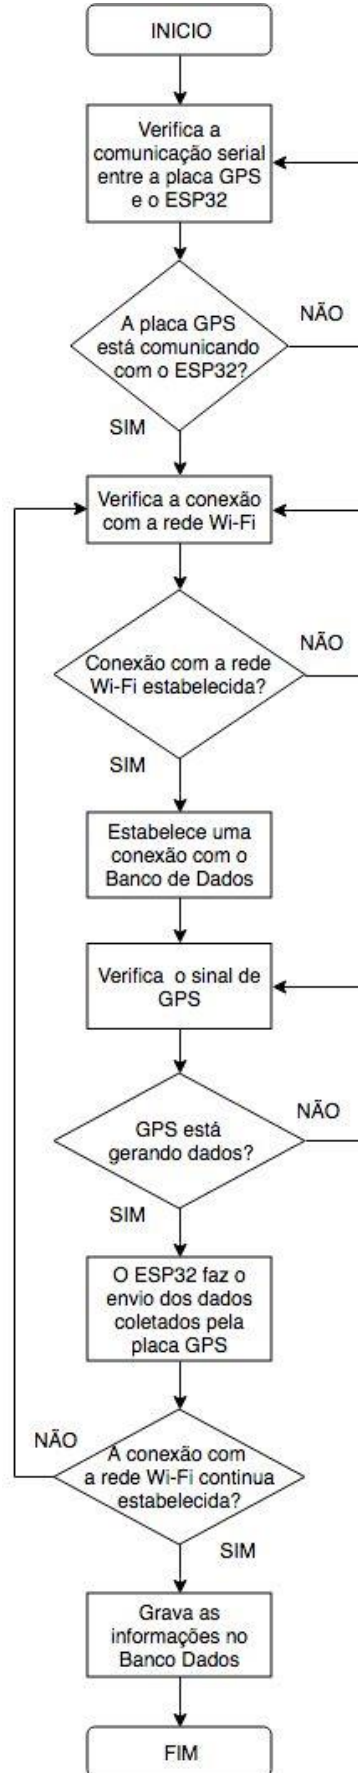 INICIO
Verifica a
comunicação serial
entre a placa GPS
e o ESP32
A placa GPS
está comunicando
com o ESP32?
NÃO
SIM
Verifica a conexão
com a rede Wi-Fi
Conexão com a rede
Wi-Fi estabelecida?
NÃO
SIM
Estabelece uma
conexão com o
Banco de Dados
Verifica o sinal de
GPS
GPS está
gerando dados?
NÃO
SIM
O ESP32 faz o
envio dos dados
coletados pela
placa GPS
NÃO
A conexão com
a rede Wi-Fi continua
estabelecida?
SIM
Grava as
informações no
Banco Dados
FIM